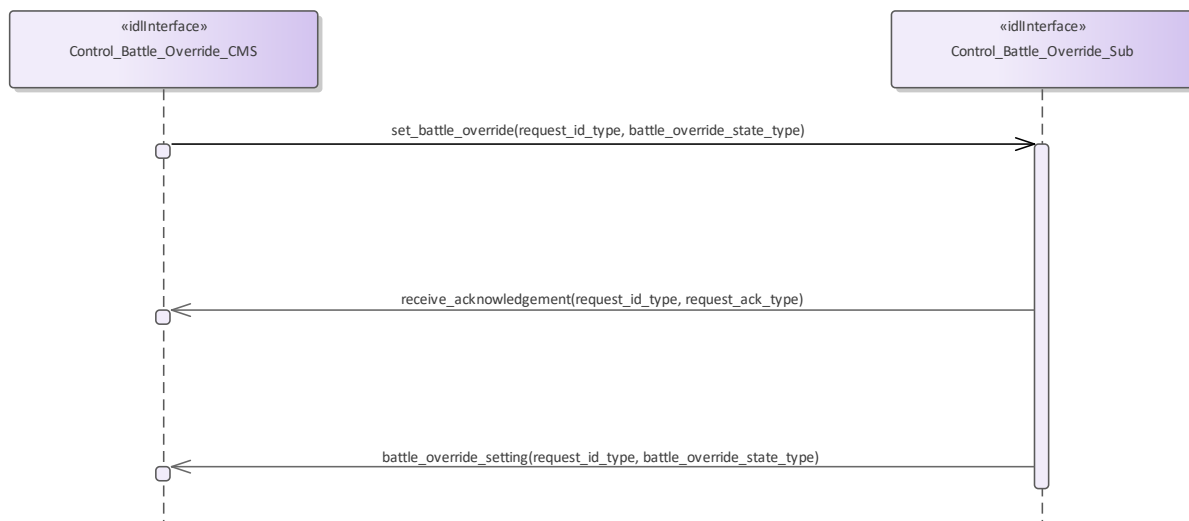 «idlInterface»
Control_Battle_Override_CMS
«idlInterface»
Control_Battle_Override_Sub
set_battle_override(request_id_type, battle_override_state_type)
receive_acknowledgement(request_id_type, request_ack_type)
battle_override_setting(request_id_type, battle_override_state_type)